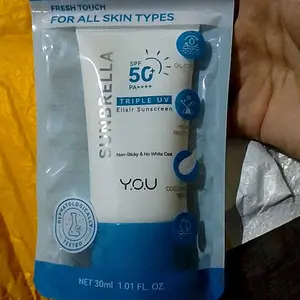 FRESH TOUCH
FOR ALL SKIN TYPES
SUNBRELLA
SPF
50+
PA++++
TRIPLE UV
Elixir Sunscreen
Non-Sticky & No White Cast
Y.O.U
DERMATOLOGICALLY
TESTED
NET 30ml 1.01 FL. OZ.